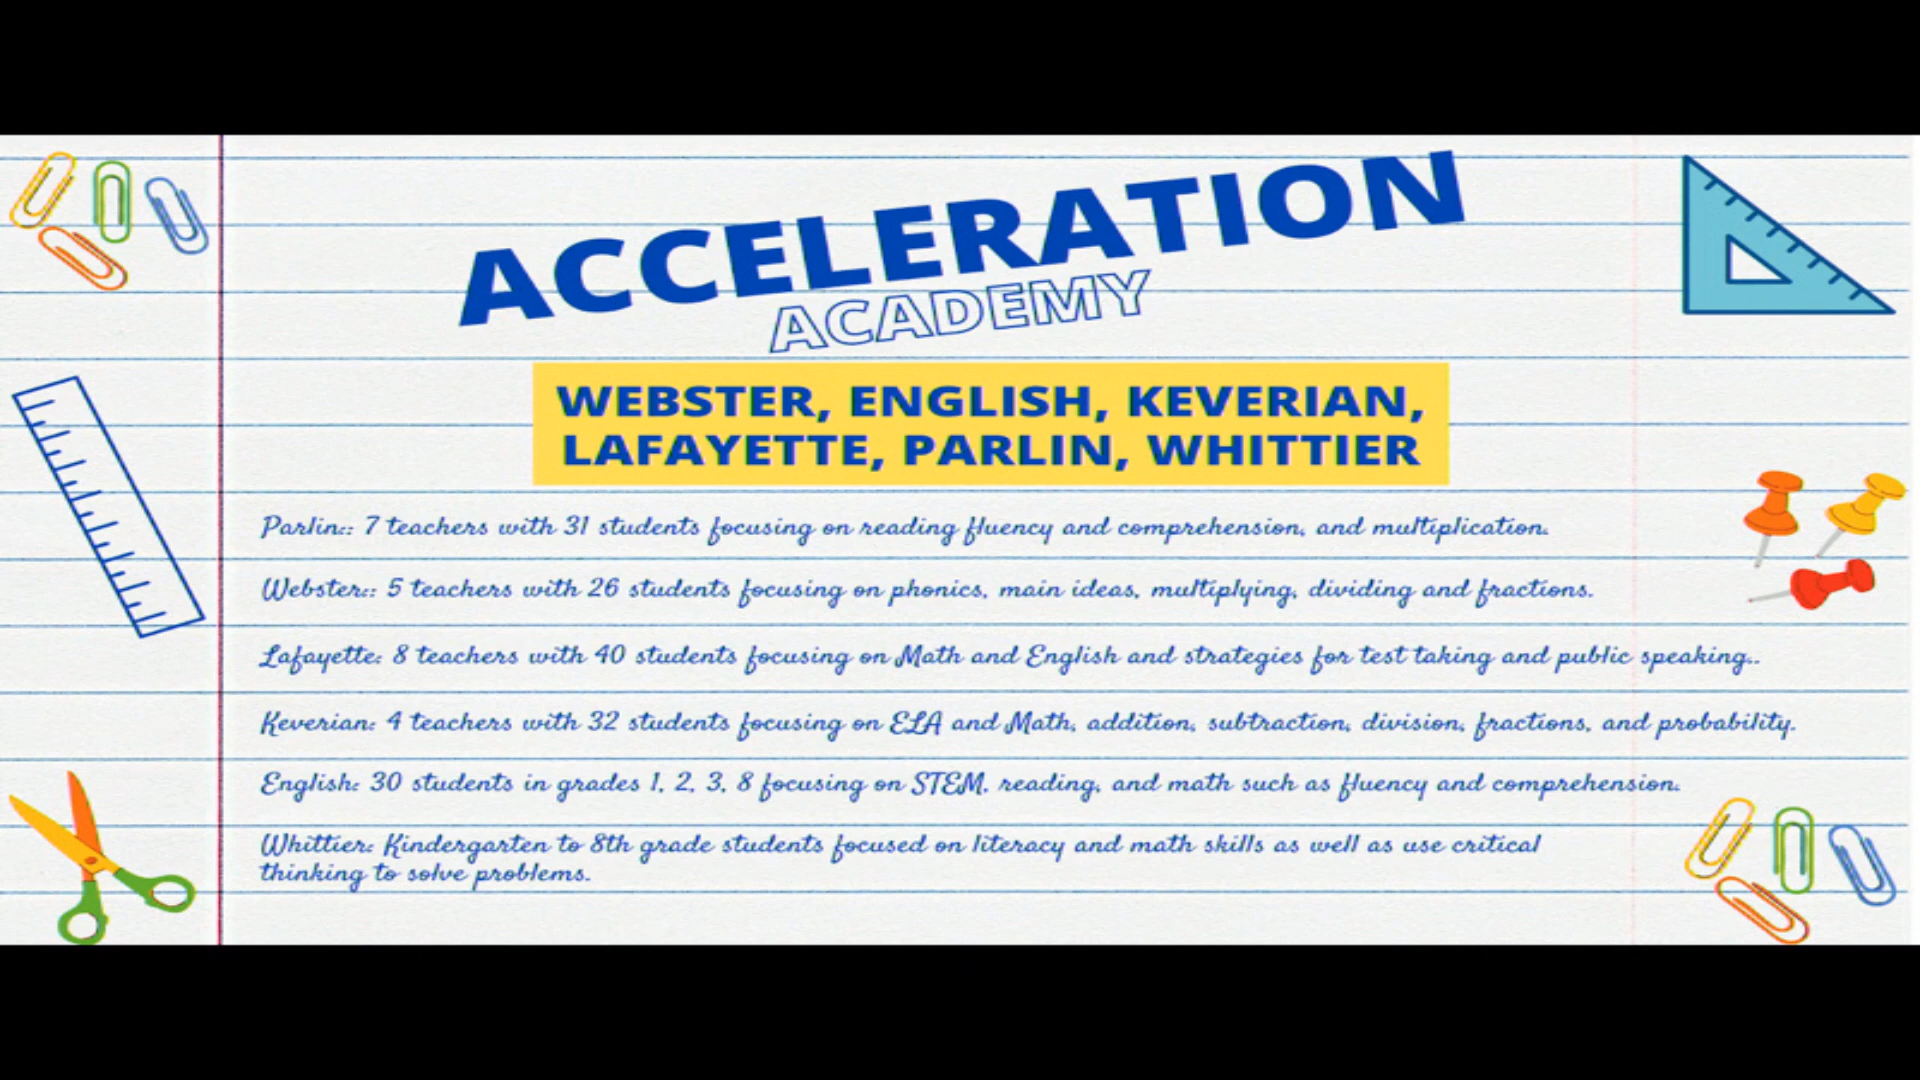 ACCELERATION
ACADEMY
WEBSTER, ENGLISH, KEVERIAN,
LAFAYETTE, PARLIN, WHITTIER
Parlin:: 7 teachers with 31 students focusing on reading fluency and comprehension, and multiplication.
Webster:: 5 teachers with 26 students focusing on phonics, main ideas, multiplying, dividing and fractions.
Lafayette: 8 teachers with 40 students focusing on Math and English and strategies for test taking and public speaking..
Keverian: 4 teachers with 32 students focusing on ELA and Math, addition, subtraction, division, fractions, and probability.
English: 30 students in grades 1, 2, 3, 8 focusing on STEM, reading, and math such as fluency and comprehension.
Whittier: Kindergarten to 8th grade students focused on literacy and math skills as well as use critical
thinking to solve problems.